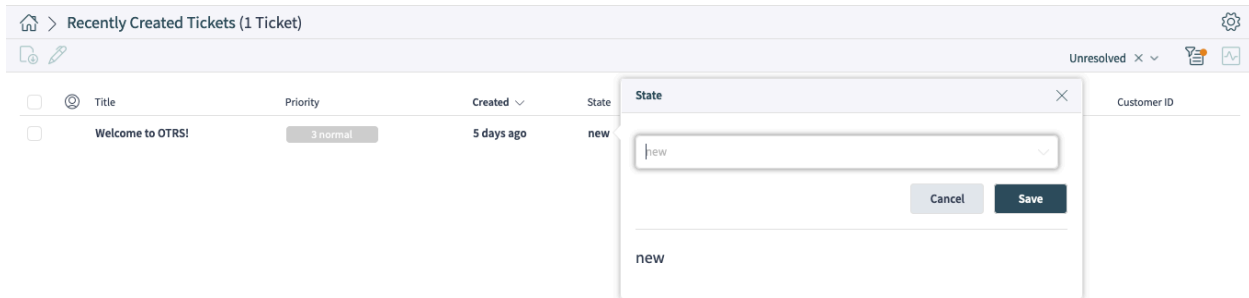 Recently Created Tickets (1 Ticket)
Unresolved
Title Priority Created State Customer ID
Welcome to OTRS! 3 normal 5 days ago new
State
new
Cancel Save
new